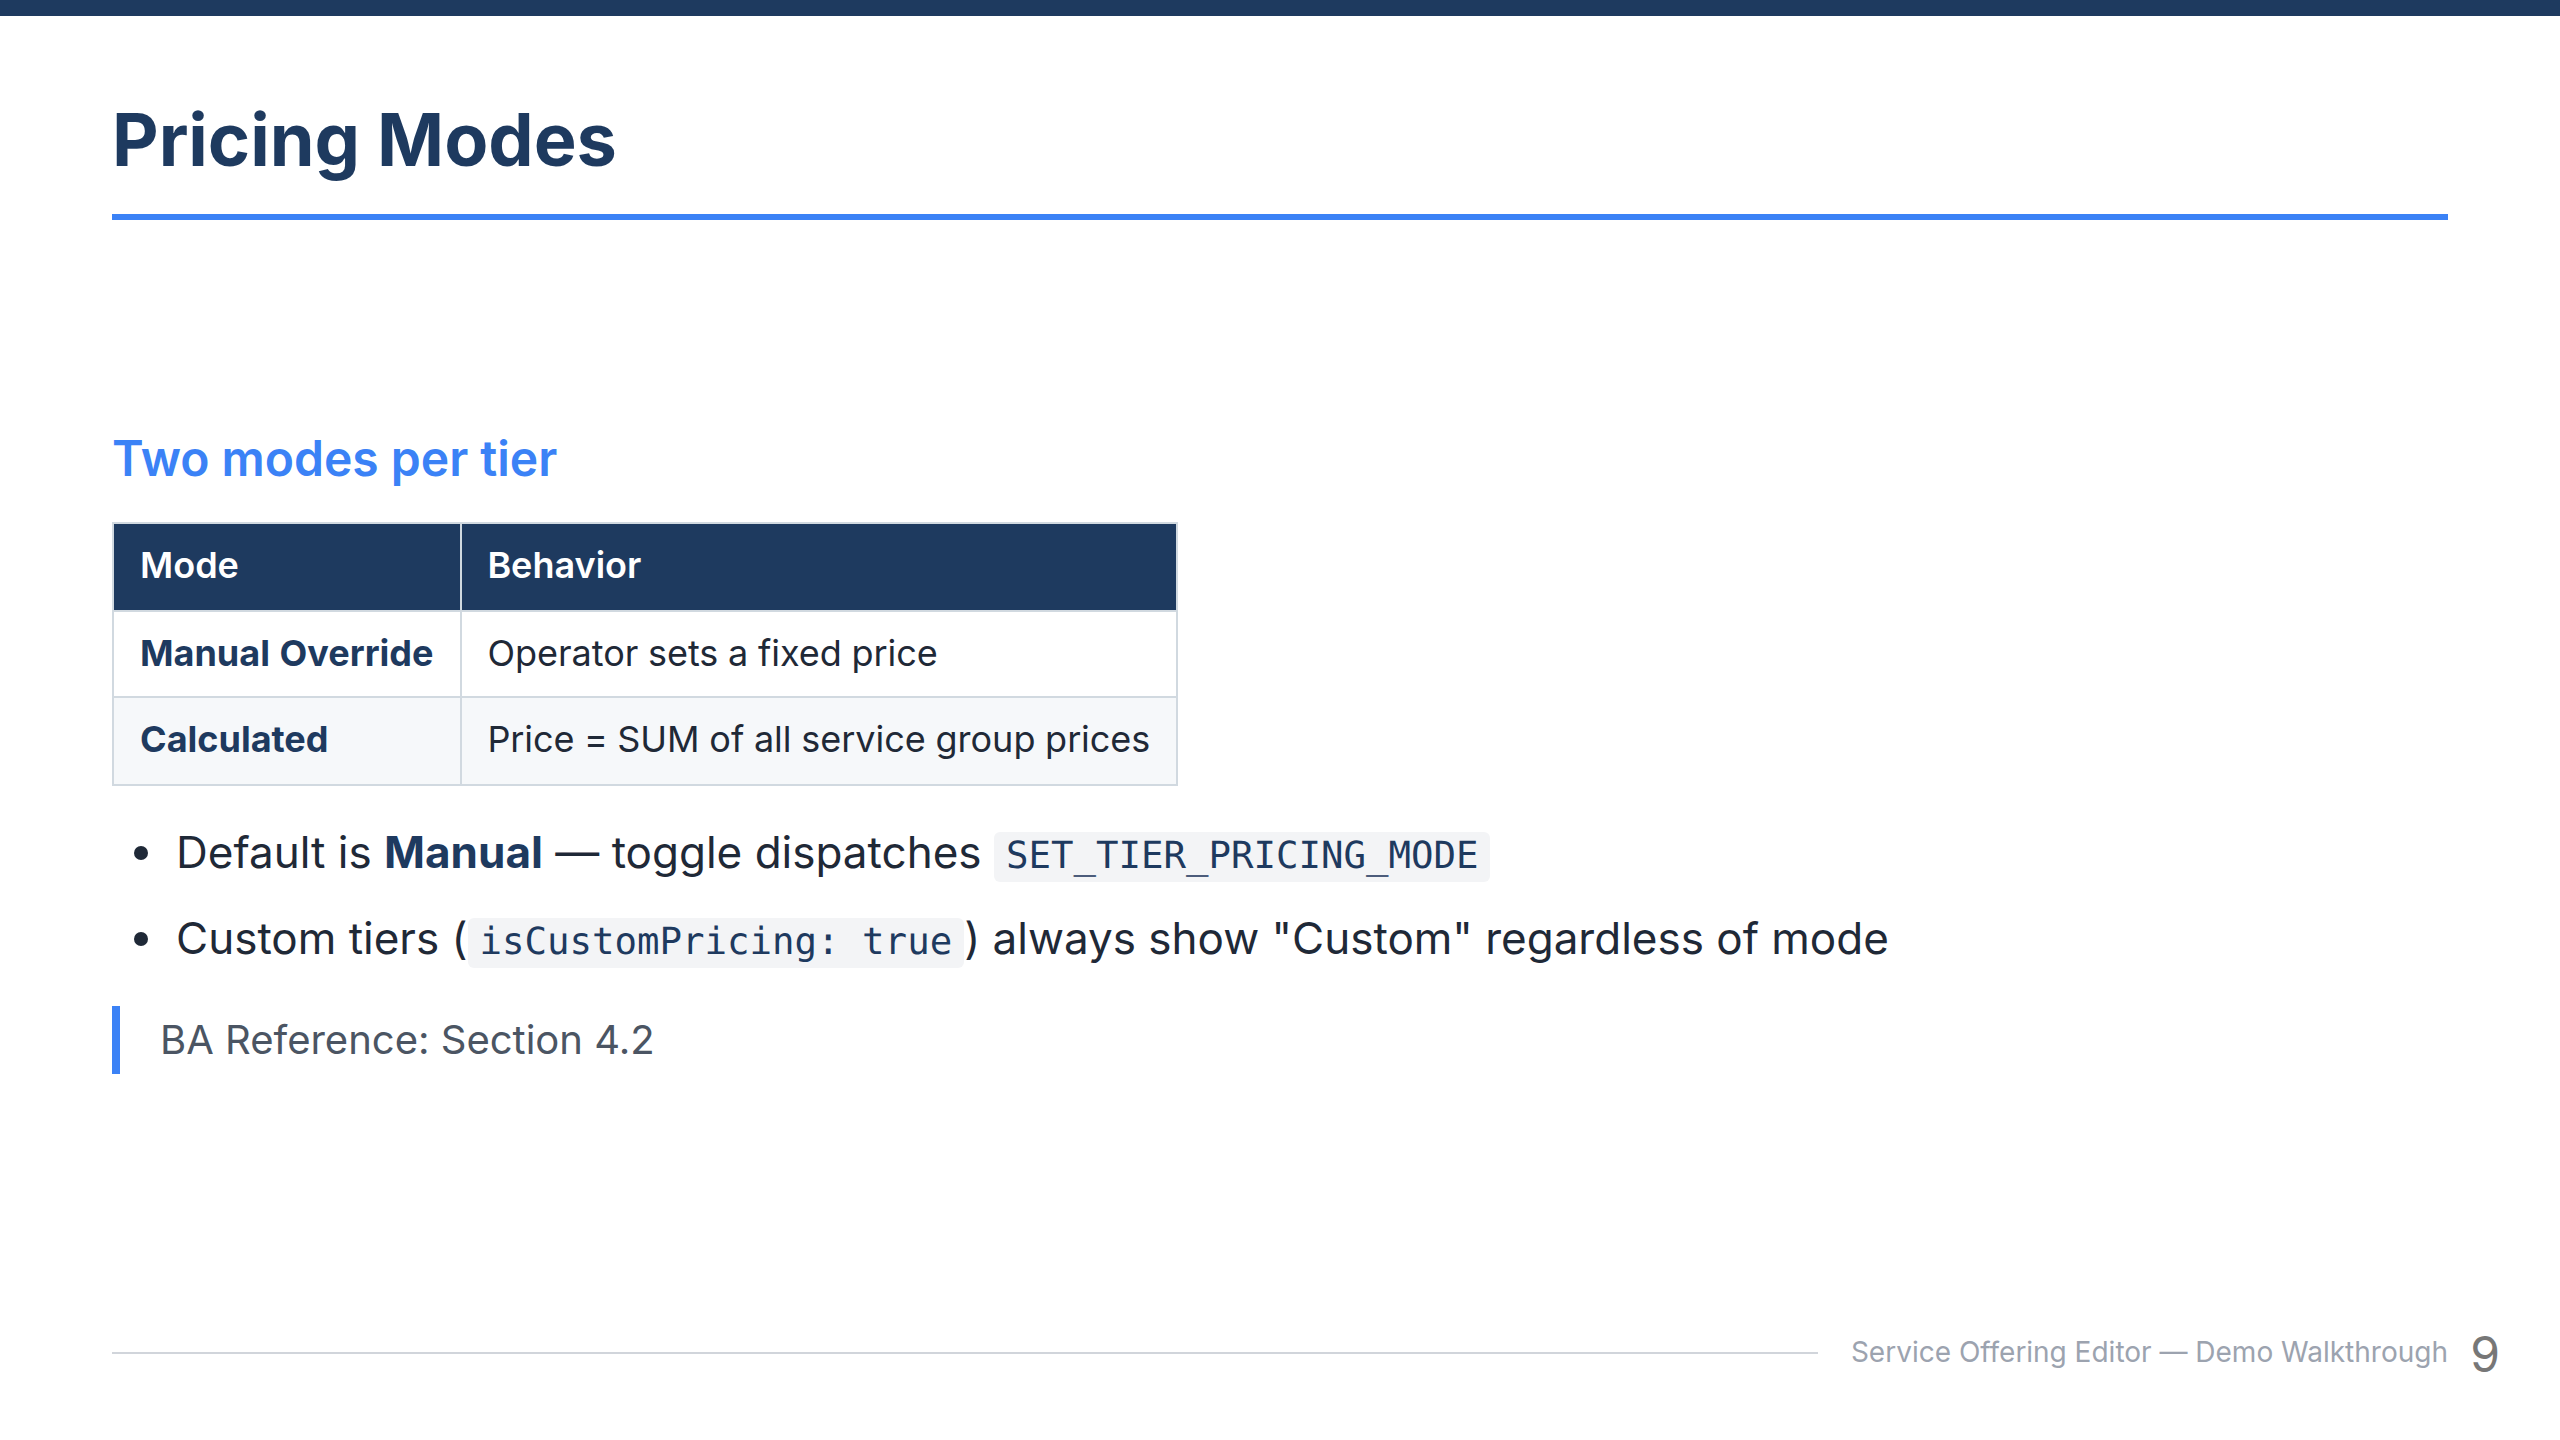 Pricing Modes
Two modes per tier
Mode Behavior
Manual Override Operator sets a fixed price
Calculated Price = SUM of all service group prices
• Default is Manual — toggle dispatches SET_TIER_PRICING_MODE
• Custom tiers (isCustomPricing: true) always show "Custom" regardless of mode
BA Reference: Section 4.2
Service Offering Editor — Demo Walkthrough 9